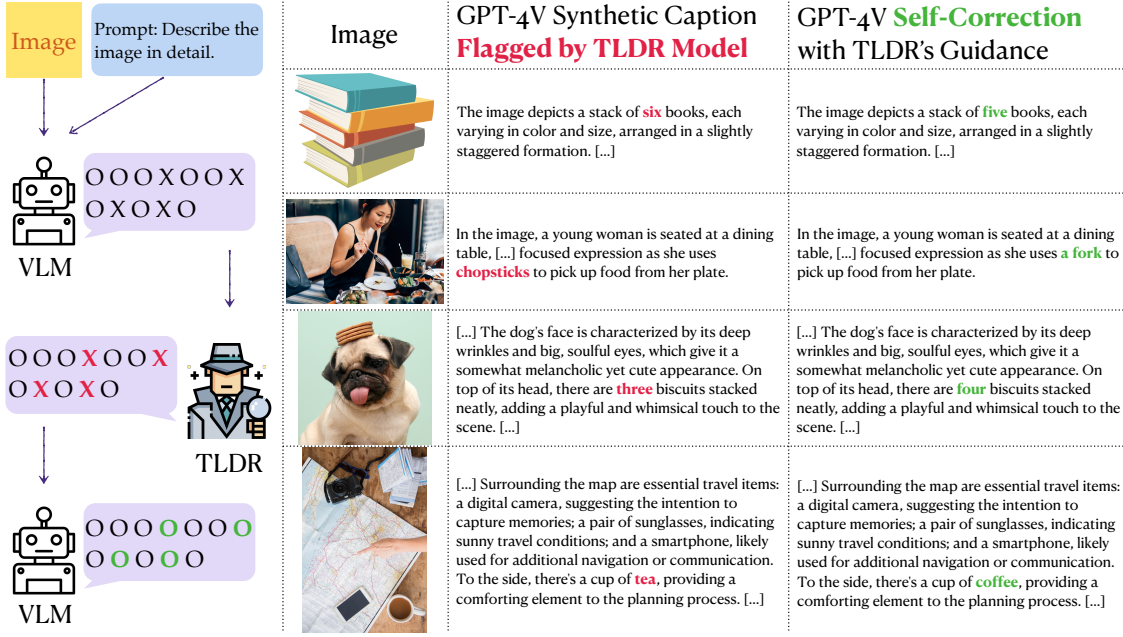 Image
Prompt: Describe the
image in detail.
O O O X O O X
O X O X O
VLM
O O O X O O X
O X O X O
TLDR
O O O O O O O
O O O O O
VLM
Image
GPT-4V Synthetic Caption
Flagged by TLDR Model
GPT-4V Self-Correction
with TLDR's Guidance
The image depicts a stack of six books, each
varying in color and size, arranged in a slightly
staggered formation. [...]
The image depicts a stack of five books, each
varying in color and size, arranged in a slightly
staggered formation. [...]
In the image, a young woman is seated at a dining
table, [...] focused expression as she uses
chopsticks to pick up food from her plate.
In the image, a young woman is seated at a dining
table, [...] focused expression as she uses a fork to
pick up food from her plate.
[...] The dog's face is characterized by its deep
wrinkles and big, soulful eyes, which give it a
somewhat melancholic yet cute appearance. On
top of its head, there are three biscuits stacked
neatly, adding a playful and whimsical touch to the
scene. [...]
[...] The dog's face is characterized by its deep
wrinkles and big, soulful eyes, which give it a
somewhat melancholic yet cute appearance. On
top of its head, there are four biscuits stacked
neatly, adding a playful and whimsical touch to the
scene. [...]
[...] Surrounding the map are essential travel items:
a digital camera, suggesting the intention to
capture memories; a pair of sunglasses, indicating
sunny travel conditions; and a smartphone, likely
used for additional navigation or communication.
To the side, there's a cup of tea, providing a
comforting element to the planning process. [...]
[...] Surrounding the map are essential travel items:
a digital camera, suggesting the intention to
capture memories; a pair of sunglasses, indicating
sunny travel conditions; and a smartphone, likely
used for additional navigation or communication.
To the side, there's a cup of coffee, providing a
comforting element to the planning process. [...]